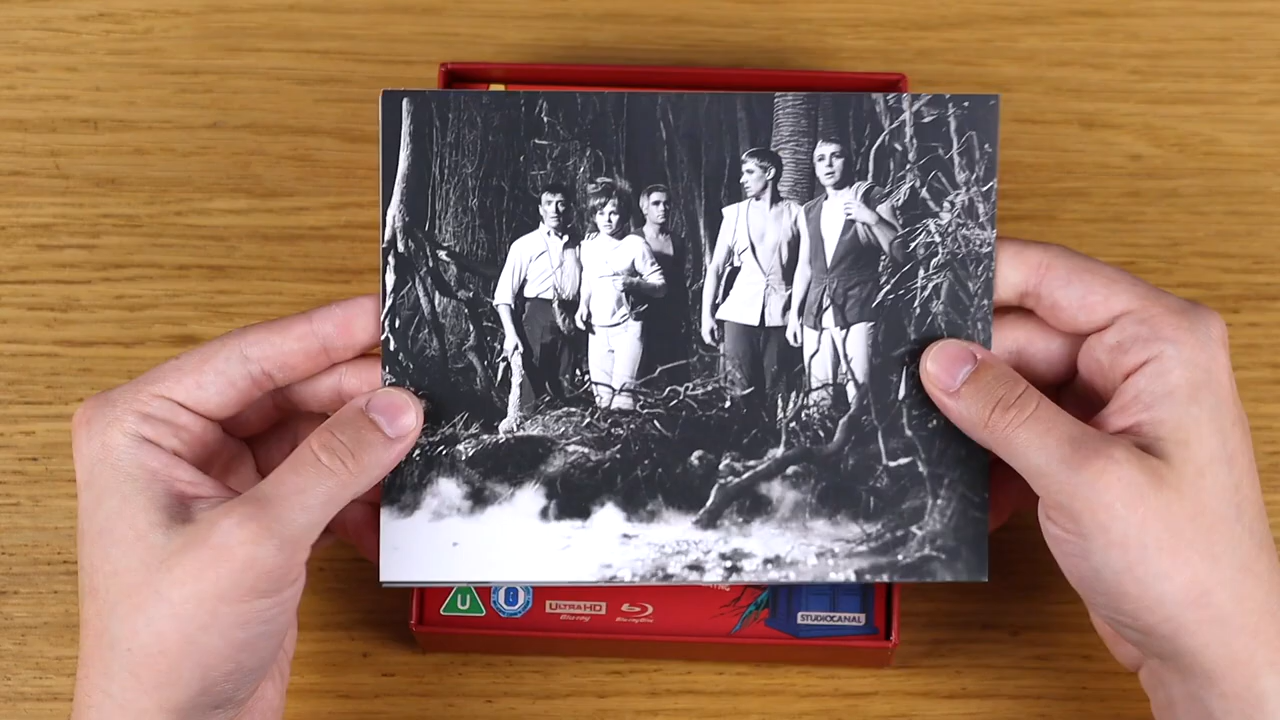 U
B
ULTRA HD
Blu-ray
Blu-ray Disc
STUDIOCANAL